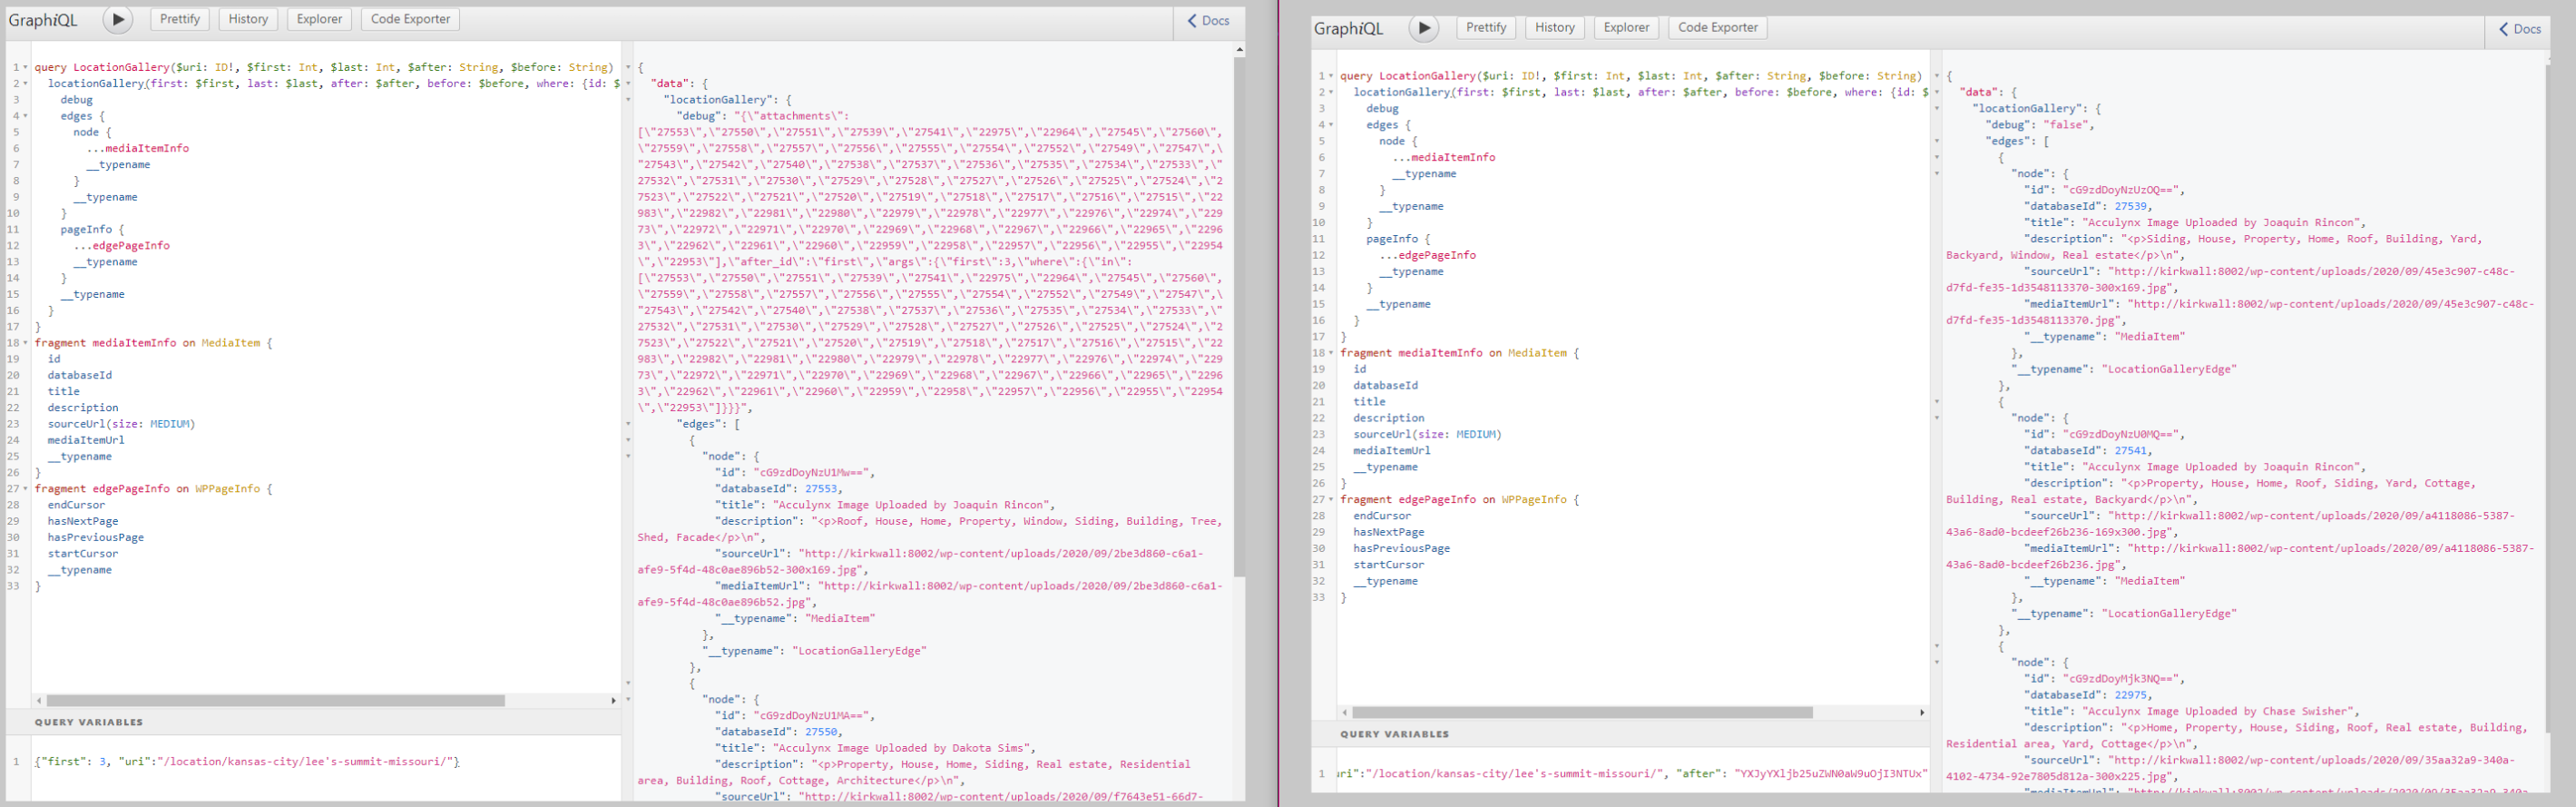 GraphiQL
Prettify
History
Explorer
Code Exporter
Docs
1 query LocationGallery($uri: ID!, $first: Int, $last: Int, $after: String, $before: String)
2 locationGallery(first: $first, last: $last, after: $after, before: $before, where: {id: $
3 debug
4 edges {
5 node {
6 ...mediaItemInfo
7 __typename
8 }
9 __typename
10 }
11 pageInfo {
12 ...edgePageInfo
13 __typename
14 }
15 __typename
16 }
17 }
18 fragment mediaItemInfo on MediaItem {
19 id
20 databaseId
21 title
22 description
23 sourceUrl(size: MEDIUM)
24 mediaItemUrl
25 __typename
26 }
27 fragment edgePageInfo on WPPageInfo {
28 endCursor
29 hasNextPage
30 hasPreviousPage
31 startCursor
32 __typename
33 }
QUERY VARIABLES
1 {"first": 3, "uri":"/location/kansas-city/lee's-summit-missouri/"}
{
"data": {
"locationGallery": {
"debug": "{\"attachments\":
[\"27553\",\"27550\",\"27551\",\"27539\",\"27541\",\"22975\",\"22964\",\"27545\",\"27560\",
\"27559\",\"27558\",\"27557\",\"27556\",\"27555\",\"27554\",\"27552\",\"27549\",\"27547\",\
"27543\",\"27542\",\"27540\",\"27538\",\"27537\",\"27536\",\"27535\",\"27534\",\"27533\",\"
27532\",\"27531\",\"27530\",\"27529\",\"27528\",\"27527\",\"27526\",\"27525\",\"27524\",\"2
7523\",\"27522\",\"27521\",\"27520\",\"27519\",\"27518\",\"27517\",\"27516\",\"27515\",\"22
983\",\"22982\",\"22981\",\"22980\",\"22979\",\"22978\",\"22977\",\"22976\",\"22974\",\"229
73\",\"22972\",\"22971\",\"22970\",\"22969\",\"22968\",\"22967\",\"22966\",\"22965\",\"2296
3\",\"22962\",\"22961\",\"22960\",\"22959\",\"22958\",\"22957\",\"22956\",\"22955\",\"22954
\",\"22953\"],\"after_id\":\"first\",\"args\":{\"first\":3,\"where\":{\"in\":
[\"27553\",\"27550\",\"27551\",\"27539\",\"27541\",\"22975\",\"22964\",\"27545\",\"27560\",
\"27559\",\"27558\",\"27557\",\"27556\",\"27555\",\"27554\",\"27552\",\"27549\",\"27547\",\
"27543\",\"27542\",\"27540\",\"27538\",\"27537\",\"27536\",\"27535\",\"27534\",\"27533\",\"
27532\",\"27531\",\"27530\",\"27529\",\"27528\",\"27527\",\"27526\",\"27525\",\"27524\",\"2
7523\",\"27522\",\"27521\",\"27520\",\"27519\",\"27518\",\"27517\",\"27516\",\"27515\",\"22
983\",\"22982\",\"22981\",\"22980\",\"22979\",\"22978\",\"22977\",\"22976\",\"22974\",\"229
73\",\"22972\",\"22971\",\"22970\",\"22969\",\"22968\",\"22967\",\"22966\",\"22965\",\"2296
3\",\"22962\",\"22961\",\"22960\",\"22959\",\"22958\",\"22957\",\"22956\",\"22955\",\"22954
\",\"22953\"]}}}",
"edges": [
{
"node": {
"id": "cG9zdDoyNzU1Mw==",
"databaseId": 27553,
"title": "Acculynx Image Uploaded by Joaquin Rincon",
"description": "<p>Roof, House, Home, Property, Window, Siding, Building, Tree,
Shed, Facade</p>\n",
"sourceUrl": "http://kirkwall:8002/wp-content/uploads/2020/09/2be3d860-c6a1-
afe9-5f4d-48c0ae896b52-300x169.jpg",
"mediaItemUrl": "http://kirkwall:8002/wp-content/uploads/2020/09/2be3d860-c6a1-
afe9-5f4d-48c0ae896b52.jpg",
"__typename": "MediaItem"
},
"__typename": "LocationGalleryEdge"
},
{
"node": {
"id": "cG9zdDoyNzU1MA==",
"databaseId": 27550,
"title": "Acculynx Image Uploaded by Dakota Sims",
"description": "<p>Property, House, Home, Siding, Real estate, Residential
area, Building, Roof, Cottage, Architecture</p>\n",
"sourceUrl": "http://kirkwall:8002/wp-content/uploads/2020/09/f7643e51-66d7-
GraphiQL
Prettify
History
Explorer
Code Exporter
Docs
1 query LocationGallery($uri: ID!, $first: Int, $last: Int, $after: String, $before: String)
2 locationGallery(first: $first, last: $last, after: $after, before: $before, where: {id: $
3 debug
4 edges {
5 node {
6 ...mediaItemInfo
7 __typename
8 }
9 __typename
10 }
11 pageInfo {
12 ...edgePageInfo
13 __typename
14 }
15 __typename
16 }
17 }
18 fragment mediaItemInfo on MediaItem {
19 id
20 databaseId
21 title
22 description
23 sourceUrl(size: MEDIUM)
24 mediaItemUrl
25 __typename
26 }
27 fragment edgePageInfo on WPPageInfo {
28 endCursor
29 hasNextPage
30 hasPreviousPage
31 startCursor
32 __typename
33 }
QUERY VARIABLES
1 uri":"/location/kansas-city/lee's-summit-missouri/", "after": "YXJyYXljb25uZWN0aW9uOjI3NTUx"
{
"data": {
"locationGallery": {
"debug": "false",
"edges": [
{
"node": {
"id": "cG9zdDoyNzUzOQ==",
"databaseId": 27539,
"title": "Acculynx Image Uploaded by Joaquin Rincon",
"description": "<p>Siding, House, Property, Home, Roof, Building, Yard,
Backyard, Window, Real estate</p>\n",
"sourceUrl": "http://kirkwall:8002/wp-content/uploads/2020/09/45e3c907-c48c-
d7fd-fe35-1d3548113370-300x169.jpg",
"mediaItemUrl": "http://kirkwall:8002/wp-content/uploads/2020/09/45e3c907-c48c-
d7fd-fe35-1d3548113370.jpg",
"__typename": "MediaItem"
},
"__typename": "LocationGalleryEdge"
},
{
"node": {
"id": "cG9zdDoyNzU0MQ==",
"databaseId": 27541,
"title": "Acculynx Image Uploaded by Joaquin Rincon",
"description": "<p>Property, House, Home, Roof, Siding, Yard, Cottage,
Building, Real estate, Backyard</p>\n",
"sourceUrl": "http://kirkwall:8002/wp-content/uploads/2020/09/a4118086-5387-
43a6-8ad0-bcdeef26b236-169x300.jpg",
"mediaItemUrl": "http://kirkwall:8002/wp-content/uploads/2020/09/a4118086-5387-
43a6-8ad0-bcdeef26b236.jpg",
"__typename": "MediaItem"
},
"__typename": "LocationGalleryEdge"
},
{
"node": {
"id": "cG9zdDoyMjk3NQ==",
"databaseId": 22975,
"title": "Acculynx Image Uploaded by Chase Swisher",
"description": "<p>Home, Property, House, Siding, Roof, Real estate, Building,
Residential area, Yard, Cottage</p>\n",
"sourceUrl": "http://kirkwall:8002/wp-content/uploads/2020/09/35aa32a9-340a-
4102-4734-92e7805d812a-300x225.jpg",
"mediaItemUrl": "http://kirkwall:8002/wp-content/uploads/2020/09/35aa32a9-340a-